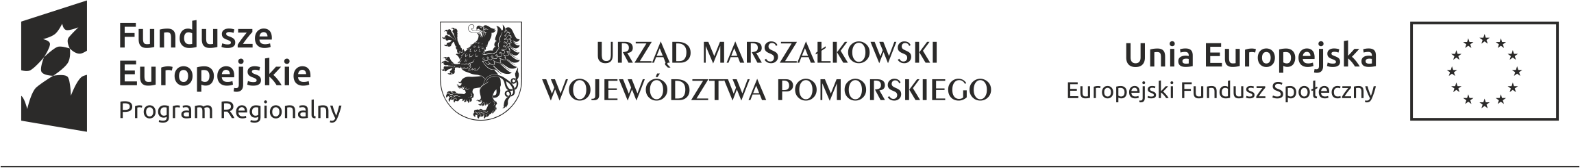 Fundusze
Europejskie
Program Regionalny
URZĄD MARSZAŁKOWSKI
WOJEWÓDZTWA POMORSKIEGO
Unia Europejska
Europejski Fundusz Społeczny